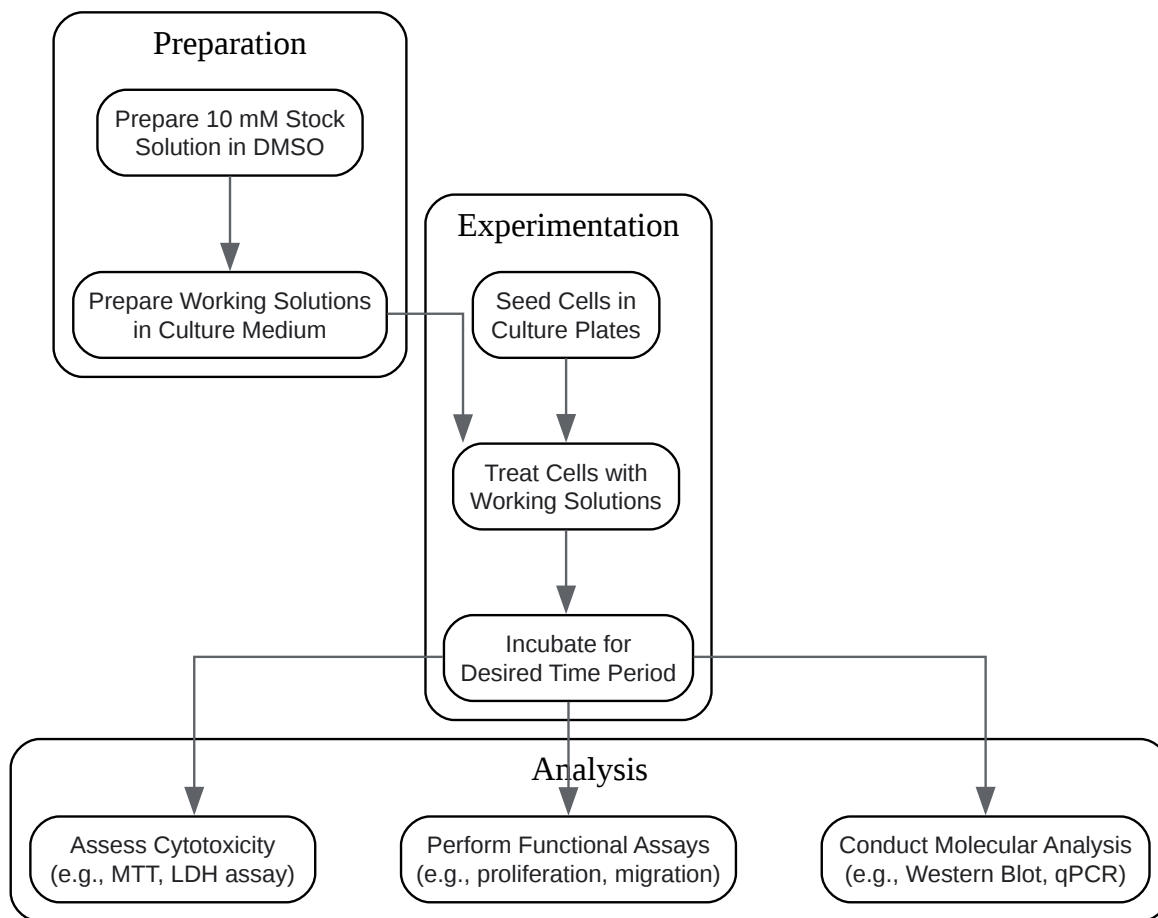 Preparation
Prepare 10 mM Stock
Solution in DMSO
Prepare Working Solutions
in Culture Medium
Experimentation
Seed Cells in
Culture Plates
Treat Cells with
Working Solutions
Incubate for
Desired Time Period
Analysis
Assess Cytotoxicity
(e.g., MTT, LDH assay)
Perform Functional Assays
(e.g., proliferation, migration)
Conduct Molecular Analysis
(e.g., Western Blot, qPCR)